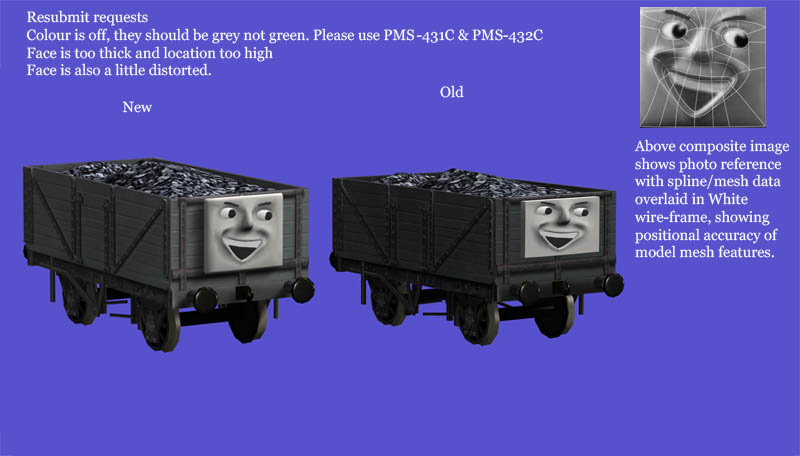 Resubmit requests
Colour is off, they should be grey not green. Please use PMS-431C & PMS-432C
Face is too thick and location too high
Face is also a little distorted.
New
Old
Above composite image
shows photo reference
with spline/mesh data
overlaid in White
wire-frame, showing
positional accuracy of
model mesh features.